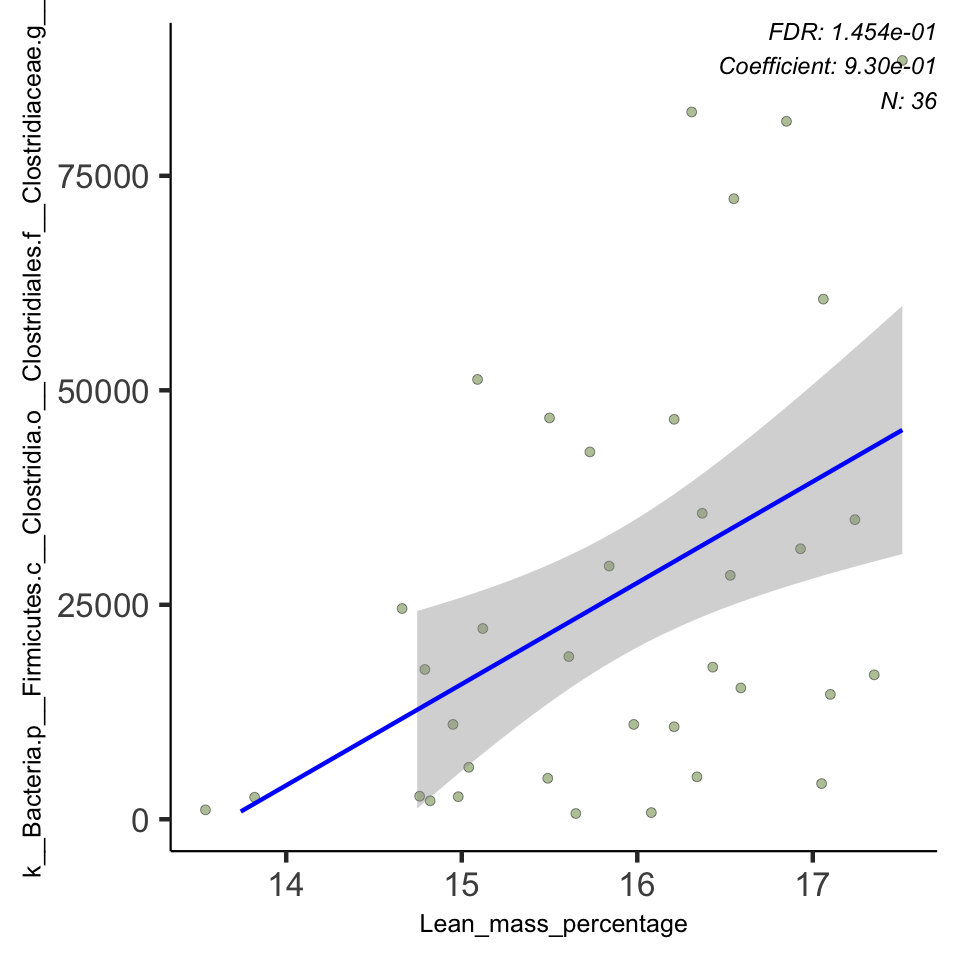 FDR: 1.454e-01
Coefficient: 9.30e-01
N: 36
k__Bacteria.p__Firmicutes.c__Clostridia.o__Clostridiales.f__Clostridiaceae.g__
75000
50000
25000
0
14 15 16 17
Lean_mass_percentage